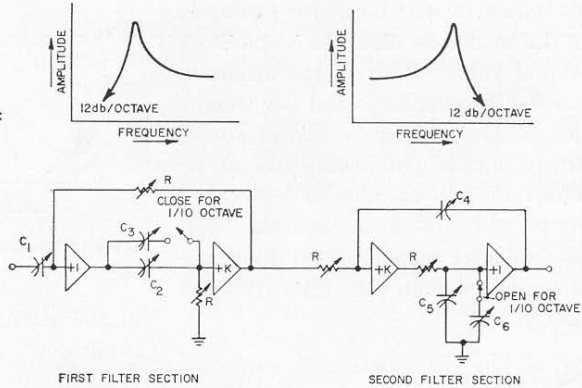 AMPLITUDE
12db/OCTAVE
FREQUENCY
AMPLITUDE
12 db/OCTAVE
FREQUENCY
R
CLOSE FOR
1/10 OCTAVE
C1
+1
C3
C2
R
+K
R
+K
R
C4
C5
+1
OPEN FOR
1/10 OCTAVE
C6
FIRST FILTER SECTION
SECOND FILTER SECTION